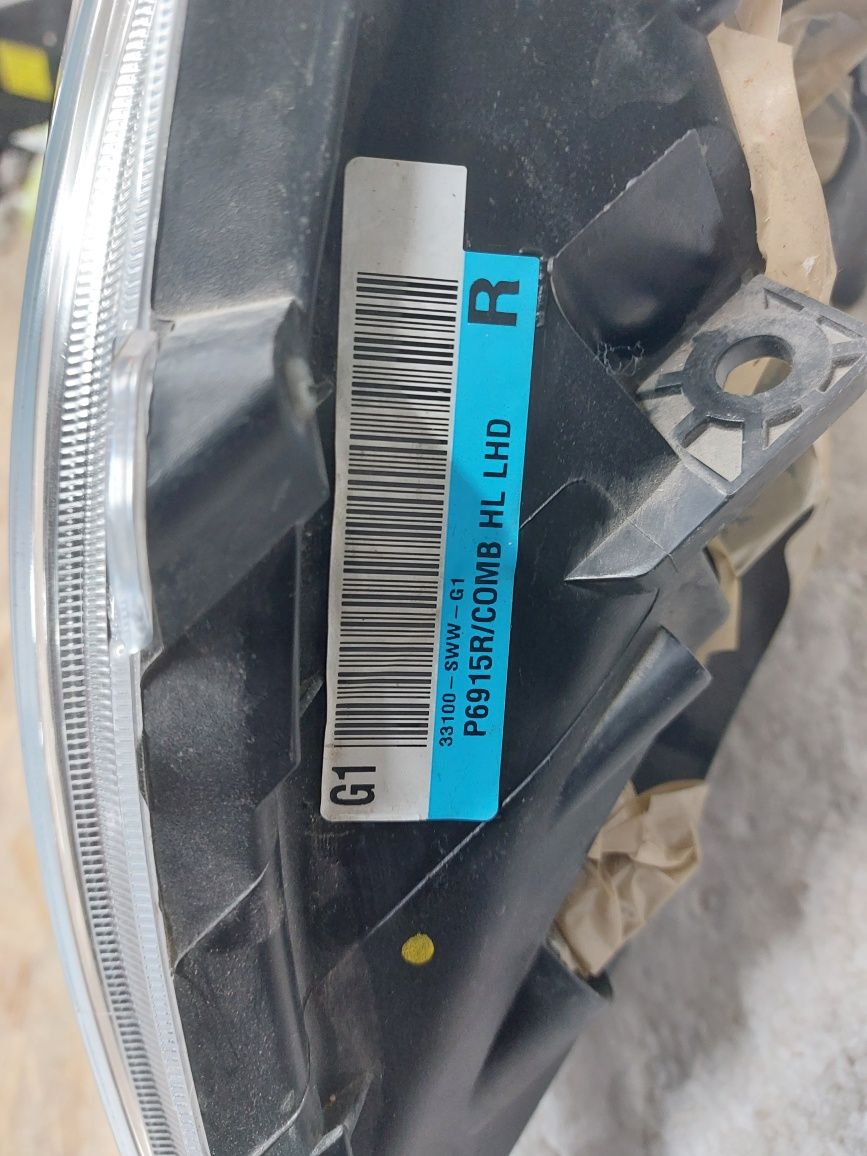 G1
33100-SWW-G1
P6915R/COMB HL LHD
R